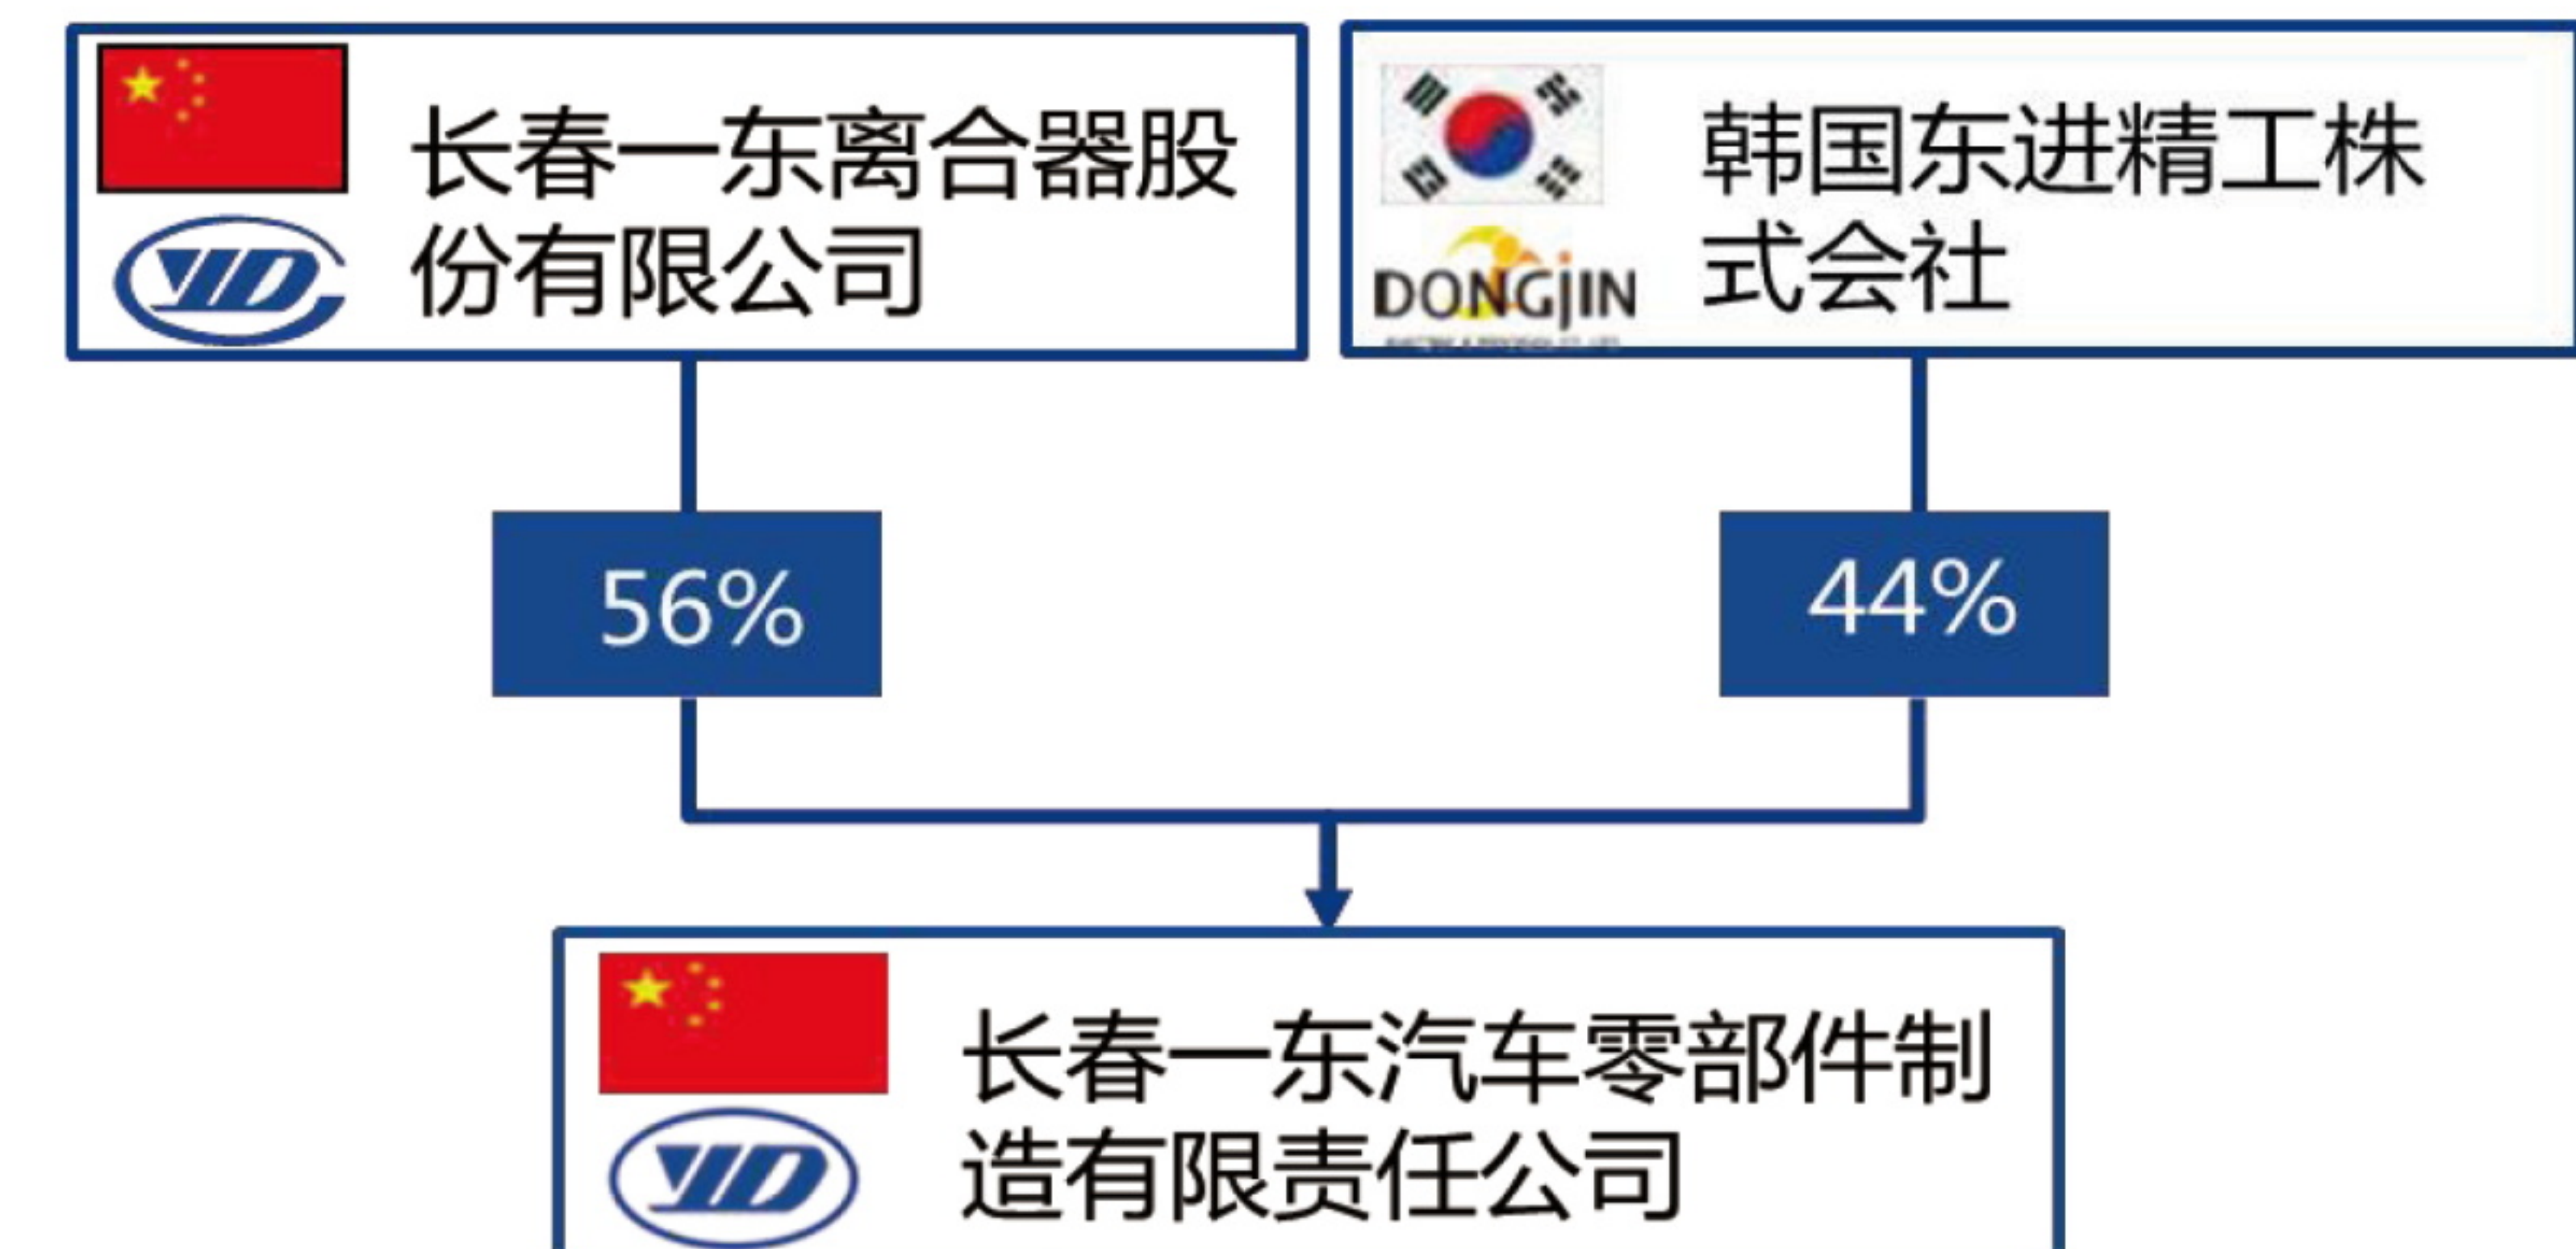 长春一东离合器股
份有限公司
YD
韩国东进精工株
式会社
DONGJIN
56%
44%
长春一东汽车零部件制
造有限责任公司
YD